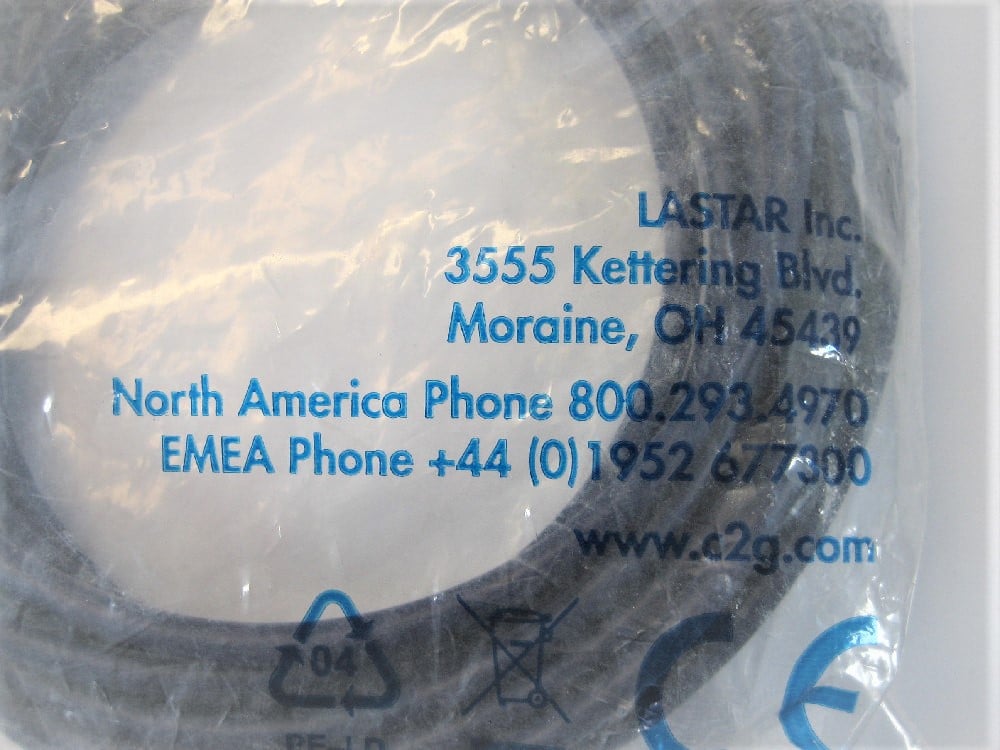 LASTAR Inc.
3555 Kettering Blvd.
Moraine, OH 45439
North America Phone 800.293.4970
EMEA Phone +44 (0)1952 677300
www.c2g.com
04
CE